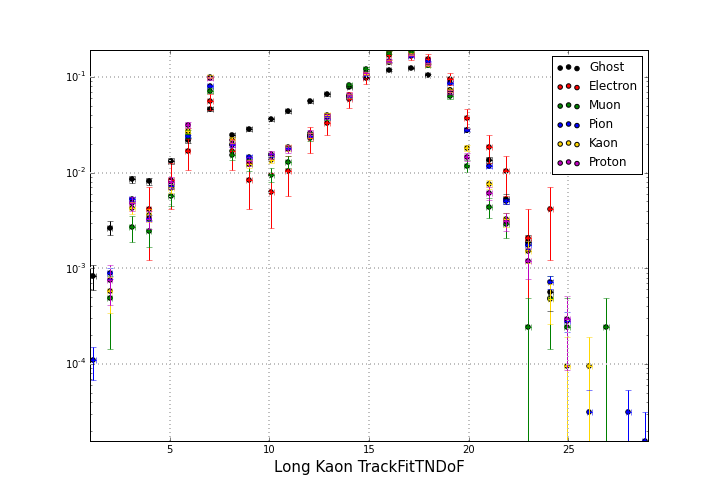 10⁻¹
10⁻²
10⁻³
10⁻⁴
5
10
15
20
25
Long Kaon TrackFitTNDoF
Ghost
Electron
Muon
Pion
Kaon
Proton